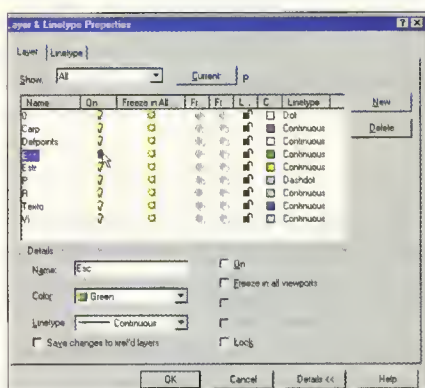 Layer & Linetype Properties
Layer Linetype
Show: All Current p
Name On Freeze in All... Fr... Fr... L... C... Linetype New
0 Dot
Carp Continuous Delete
Defpoints Continuous
Esc Continuous
Estr Continuous
P Dashdot
R Continuous
Texto Continuous
Vi Continuous
Details
Name: Esc On
Color: Green Freeze in all viewports
Linetype: Continuous
Save changes to xref'd layers Lock
OK Cancel Details << Help